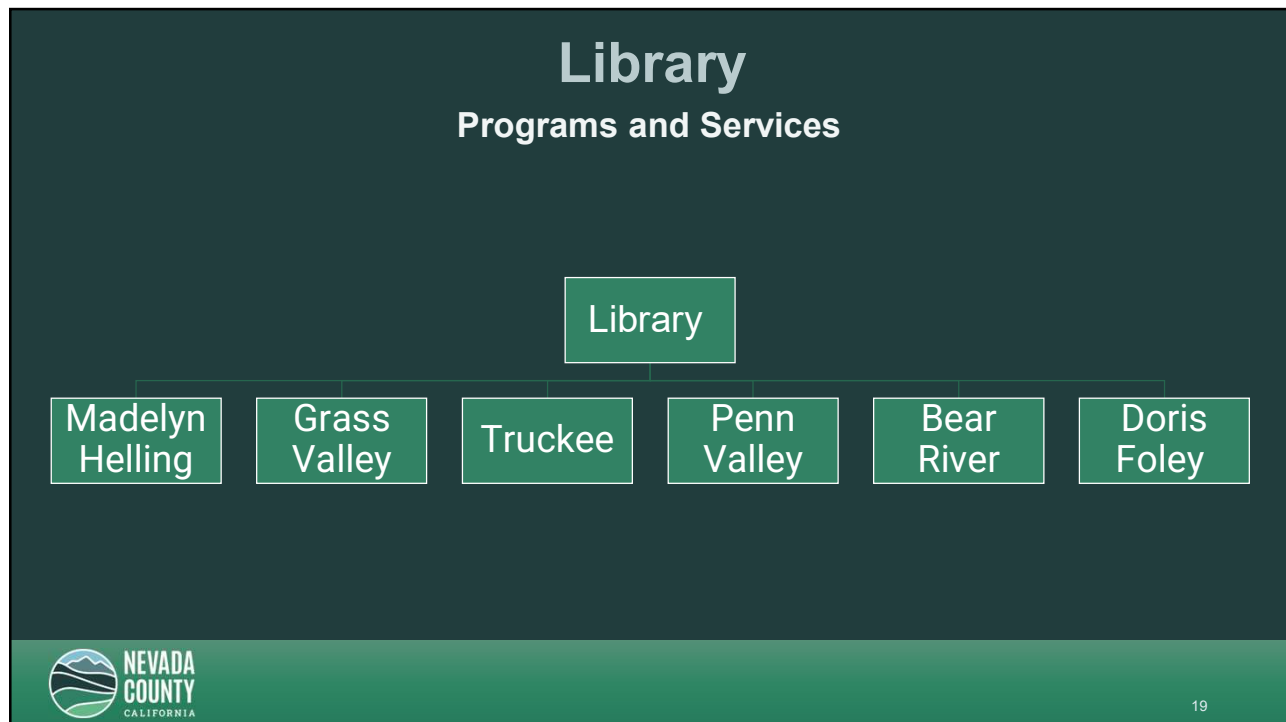 Library
Programs and Services
Library
Madelyn
Helling
Grass
Valley
Truckee
Penn
Valley
Bear
River
Doris
Foley
NEVADA
COUNTY
CALIFORNIA
19